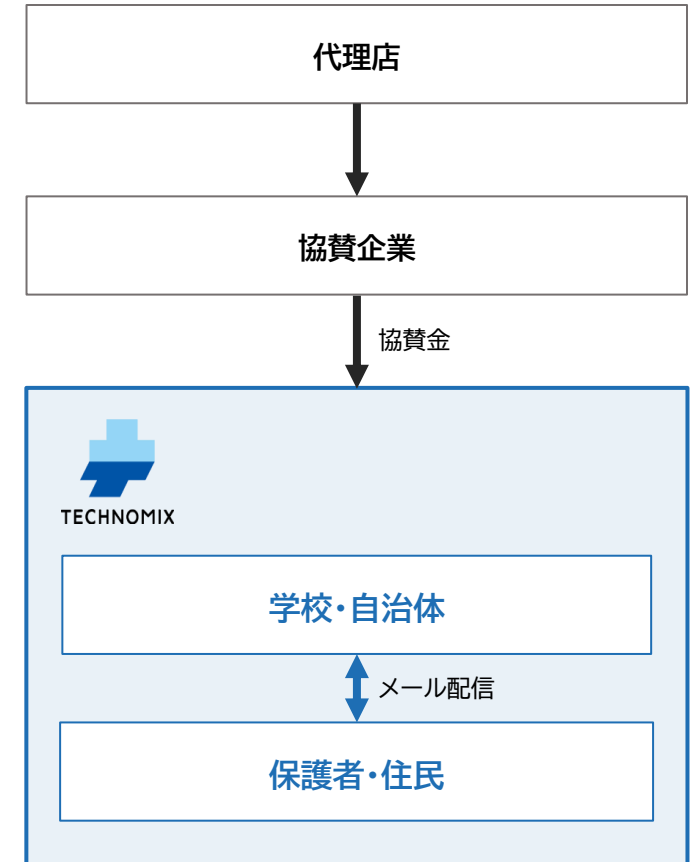 代理店
協賛企業
協賛金
TECHNOMIX
学校・自治体
メール配信
保護者・住民